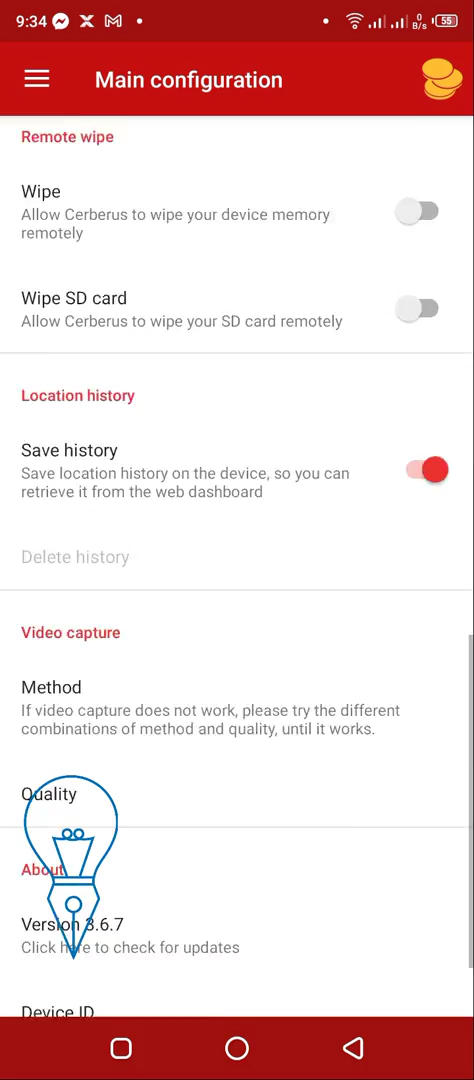 9:34
0
B/s
55
Main configuration
Remote wipe
Wipe
Allow Cerberus to wipe your device memory
remotely
Wipe SD card
Allow Cerberus to wipe your SD card remotely
Location history
Save history
Save location history on the device, so you can
retrieve it from the web dashboard
Delete history
Video capture
Method
If video capture does not work, please try the different
combinations of method and quality, until it works.
Quality
About
Version 3.6.7
Click here to check for updates
Device ID